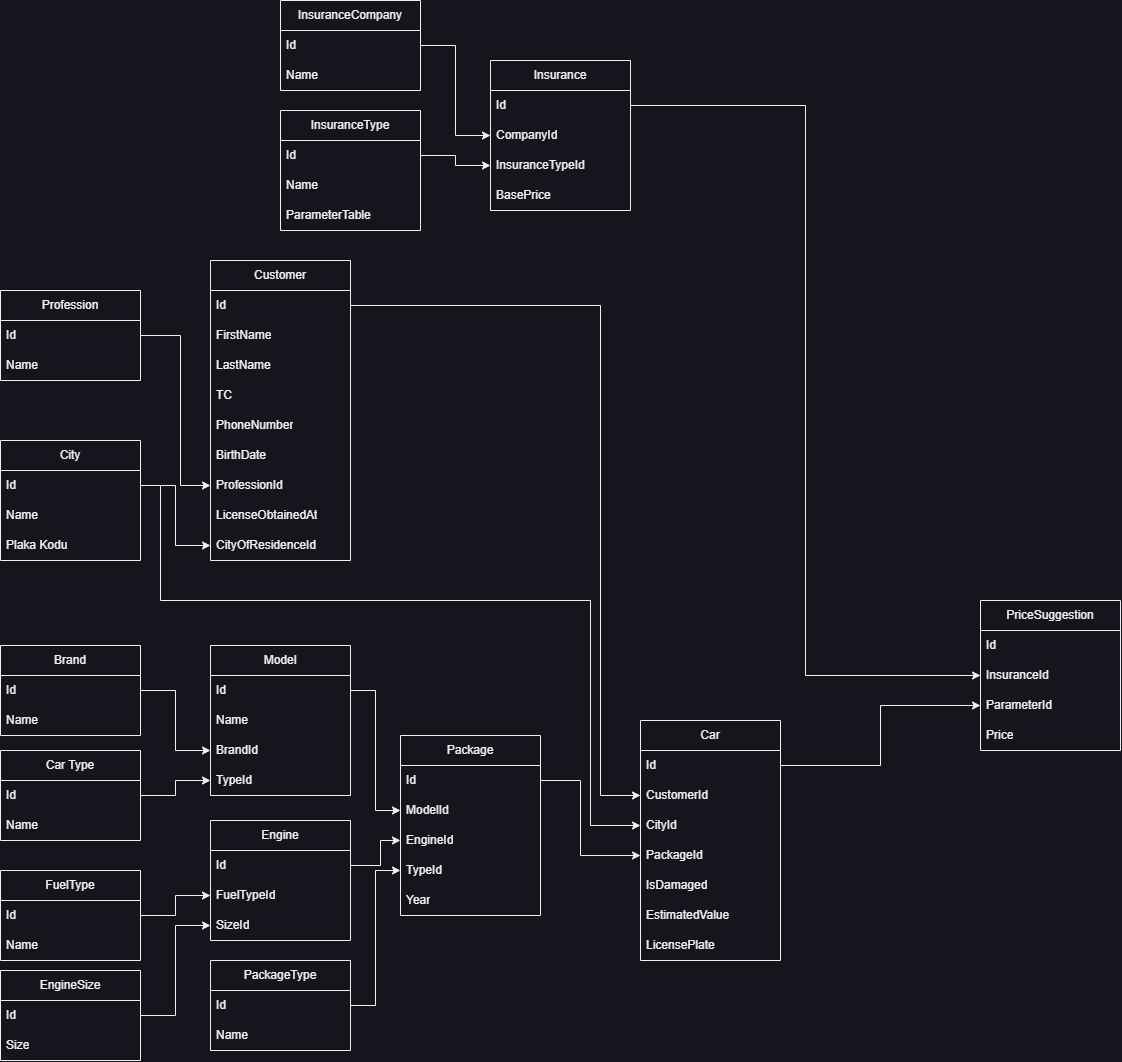 InsuranceCompany
Id
Name
InsuranceType
Id
Name
ParameterTable
Insurance
Id
CompanyId
InsuranceTypeId
BasePrice
Profession
Id
Name
City
Id
Name
Plaka Kodu
Customer
Id
FirstName
LastName
TC
PhoneNumber
BirthDate
ProfessionId
LicenseObtainedAt
CityOfResidenceId
Brand
Id
Name
Car Type
Id
Name
FuelType
Id
Name
EngineSize
Id
Size
Model
Id
Name
BrandId
TypeId
Engine
Id
FuelTypeId
SizeId
PackageType
Id
Name
Package
Id
ModelId
EngineId
TypeId
Year
Car
Id
CustomerId
CityId
PackageId
IsDamaged
EstimatedValue
LicensePlate
PriceSuggestion
Id
InsuranceId
ParameterId
Price